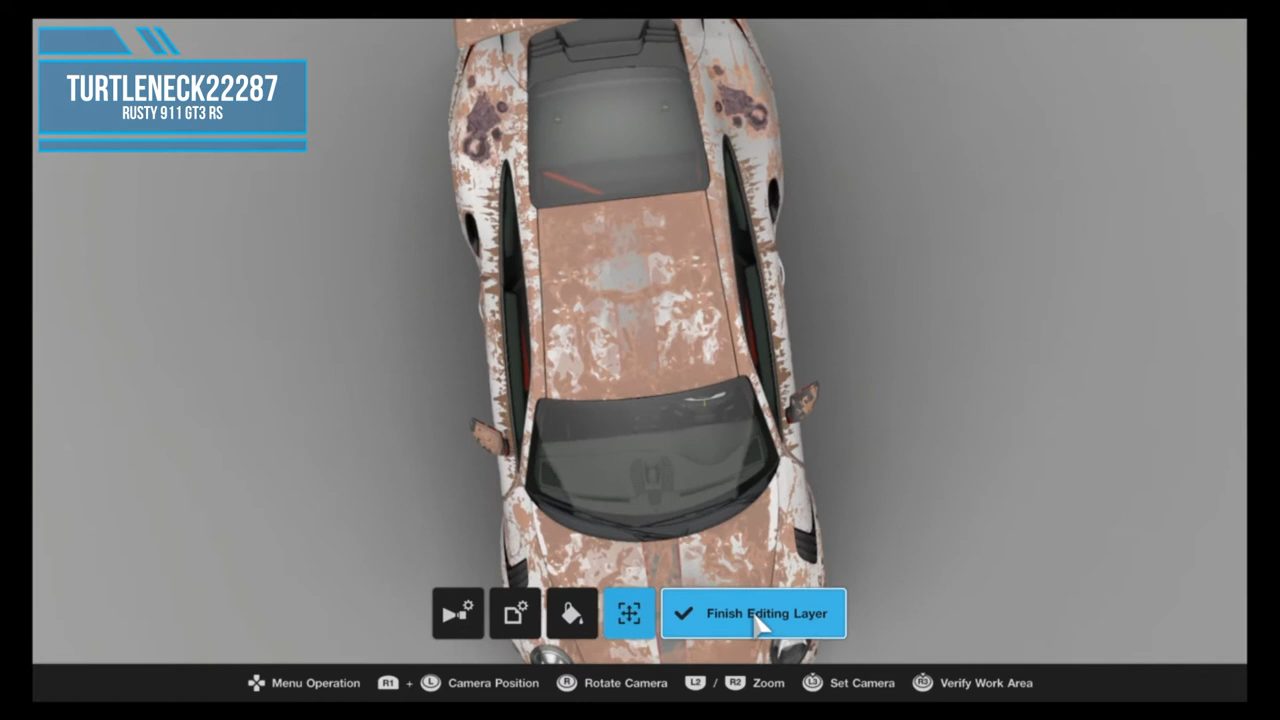 TURTLENECK22287
RUSTY 911 GT3 RS
Finish Editing Layer
Menu Operation R1 + L Camera Position R Rotate Camera L2 / R2 Zoom L3 Set Camera R3 Verify Work Area